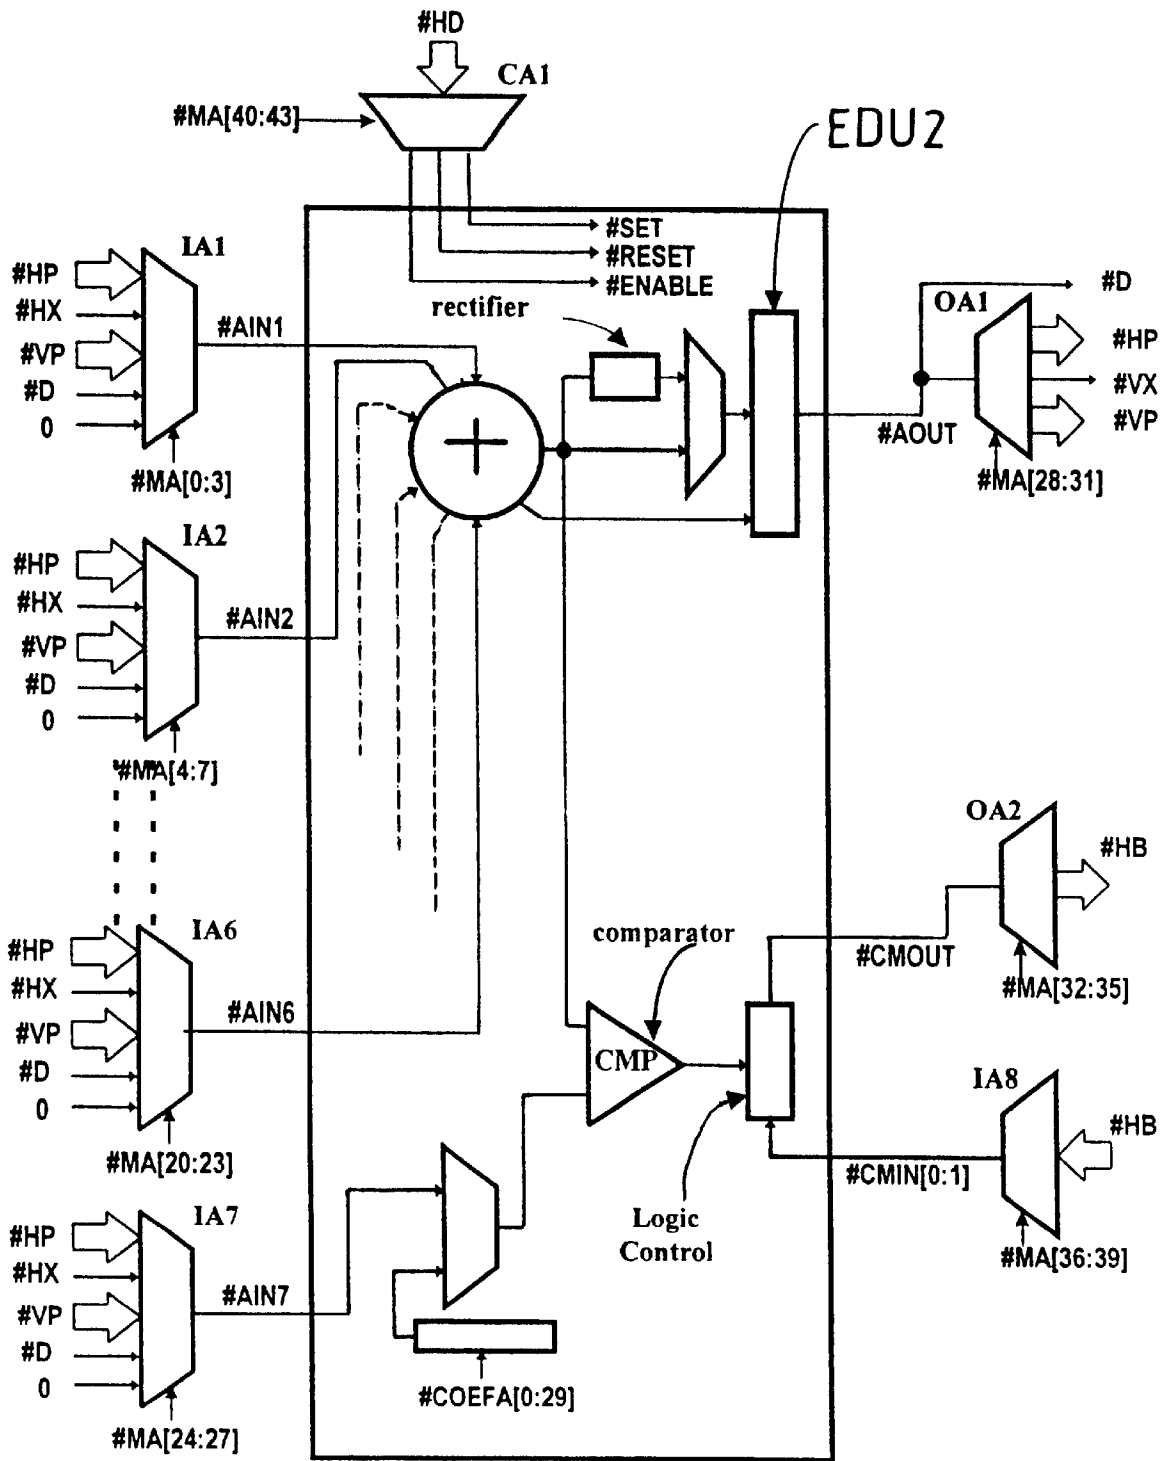 #HD
CA1
#MA[40:43]
EDU2
#SET
#RESET
#ENABLE
rectifier
IA1
#HP
#HX
#VP
#D
0
#AIN1
#MA[0:3]
IA2
#HP
#HX
#VP
#D
0
#AIN2
#MA[4:7]
IA6
#HP
#HX
#VP
#D
0
#AIN6
#MA[20:23]
IA7
#HP
#HX
#VP
#D
0
#AIN7
#MA[24:27]
+
#D
OA1
#HP
#VX
#VP
#AOUT
#MA[28:31]
OA2
#HB
#CMOUT
#MA[32:35]
comparator
CMP
IA8
#HB
#CMIN[0:1]
#MA[36:39]
Logic
Control
#COEFA[0:29]